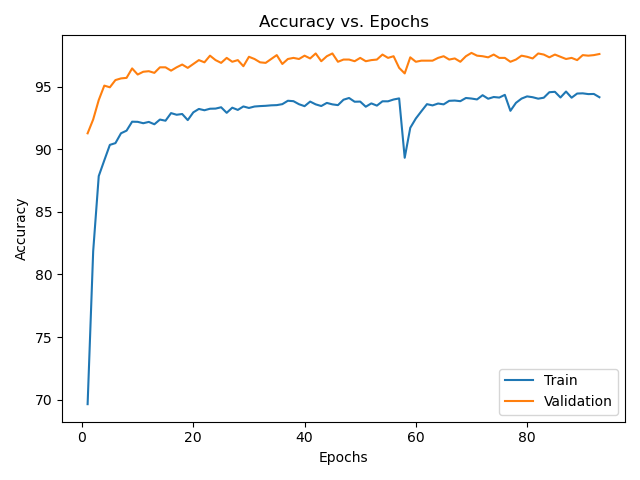 Accuracy vs. Epochs
95
90
85
80
75
70
Accuracy
0 20 40 60 80
Epochs
Train
Validation